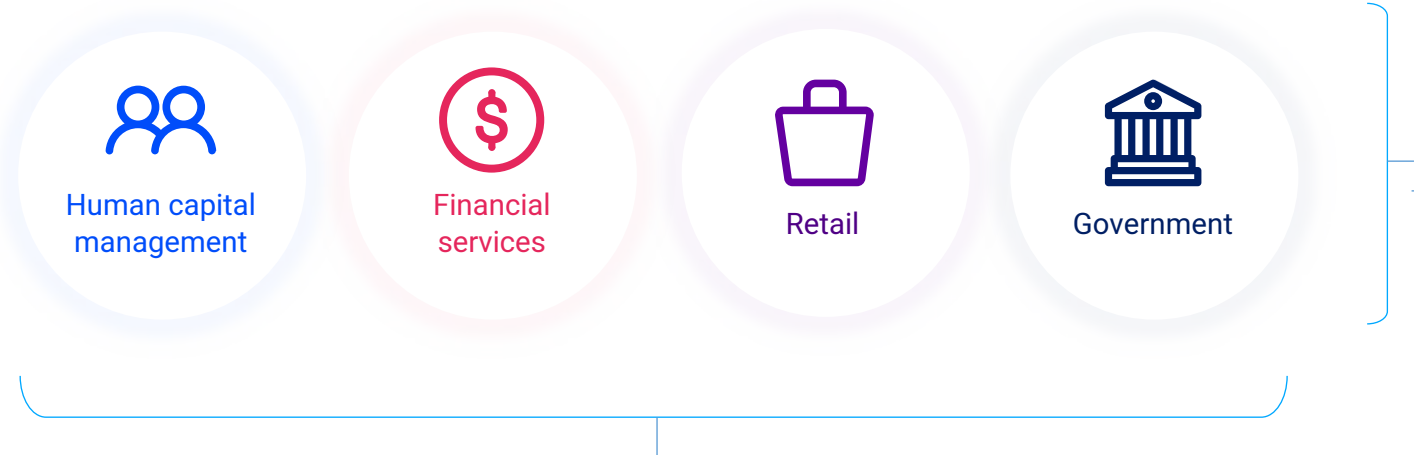 Human capital
management
Financial
services
Retail
Government